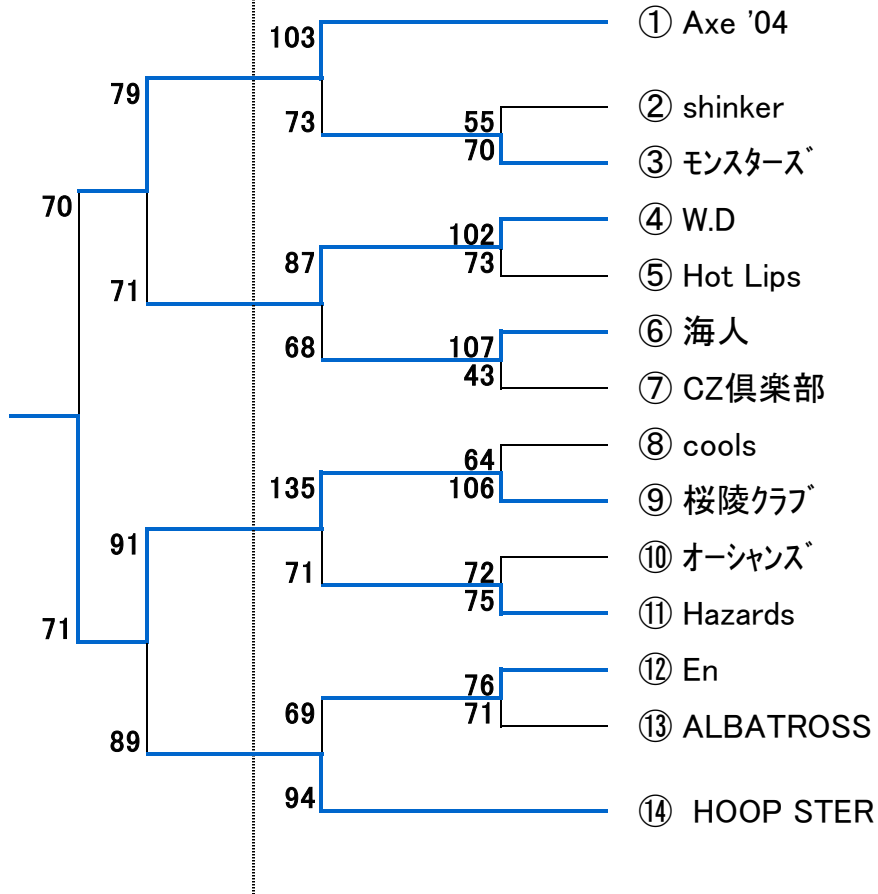 103
① Axe ’04
79
73
55
② shinker
70
③ ﾓﾝｽﾀｰｽﾞ
70
102
④ W.D
87
73
⑤ Hot Lips
71
68
107
⑥ 海人
43
⑦ CZ倶楽部
64
⑧ cools
135
106
⑨ 桜陵ｸﾗﾌﾞ
91
71
72
⑩ ｵｰｼｬﾝｽﾞ
75
⑪ Hazards
71
76
⑫ En
69
71
⑬ ALBATROSS
89
94
⑭ HOOP STER